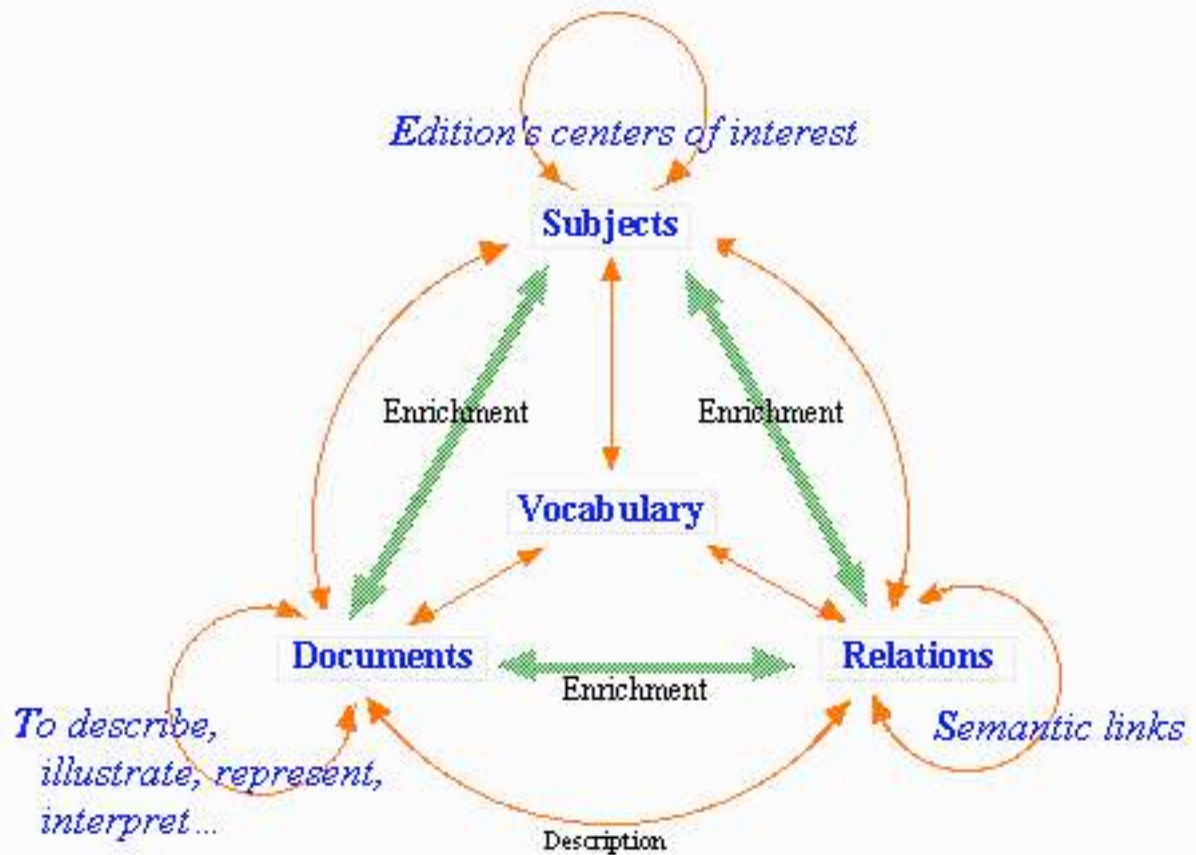 Edition's centers of interest
Subjects
Enrichment
Enrichment
Vocabulary
Documents
Relations
Enrichment
To describe,
illustrate, represent,
interpret...
Semantic links
Description